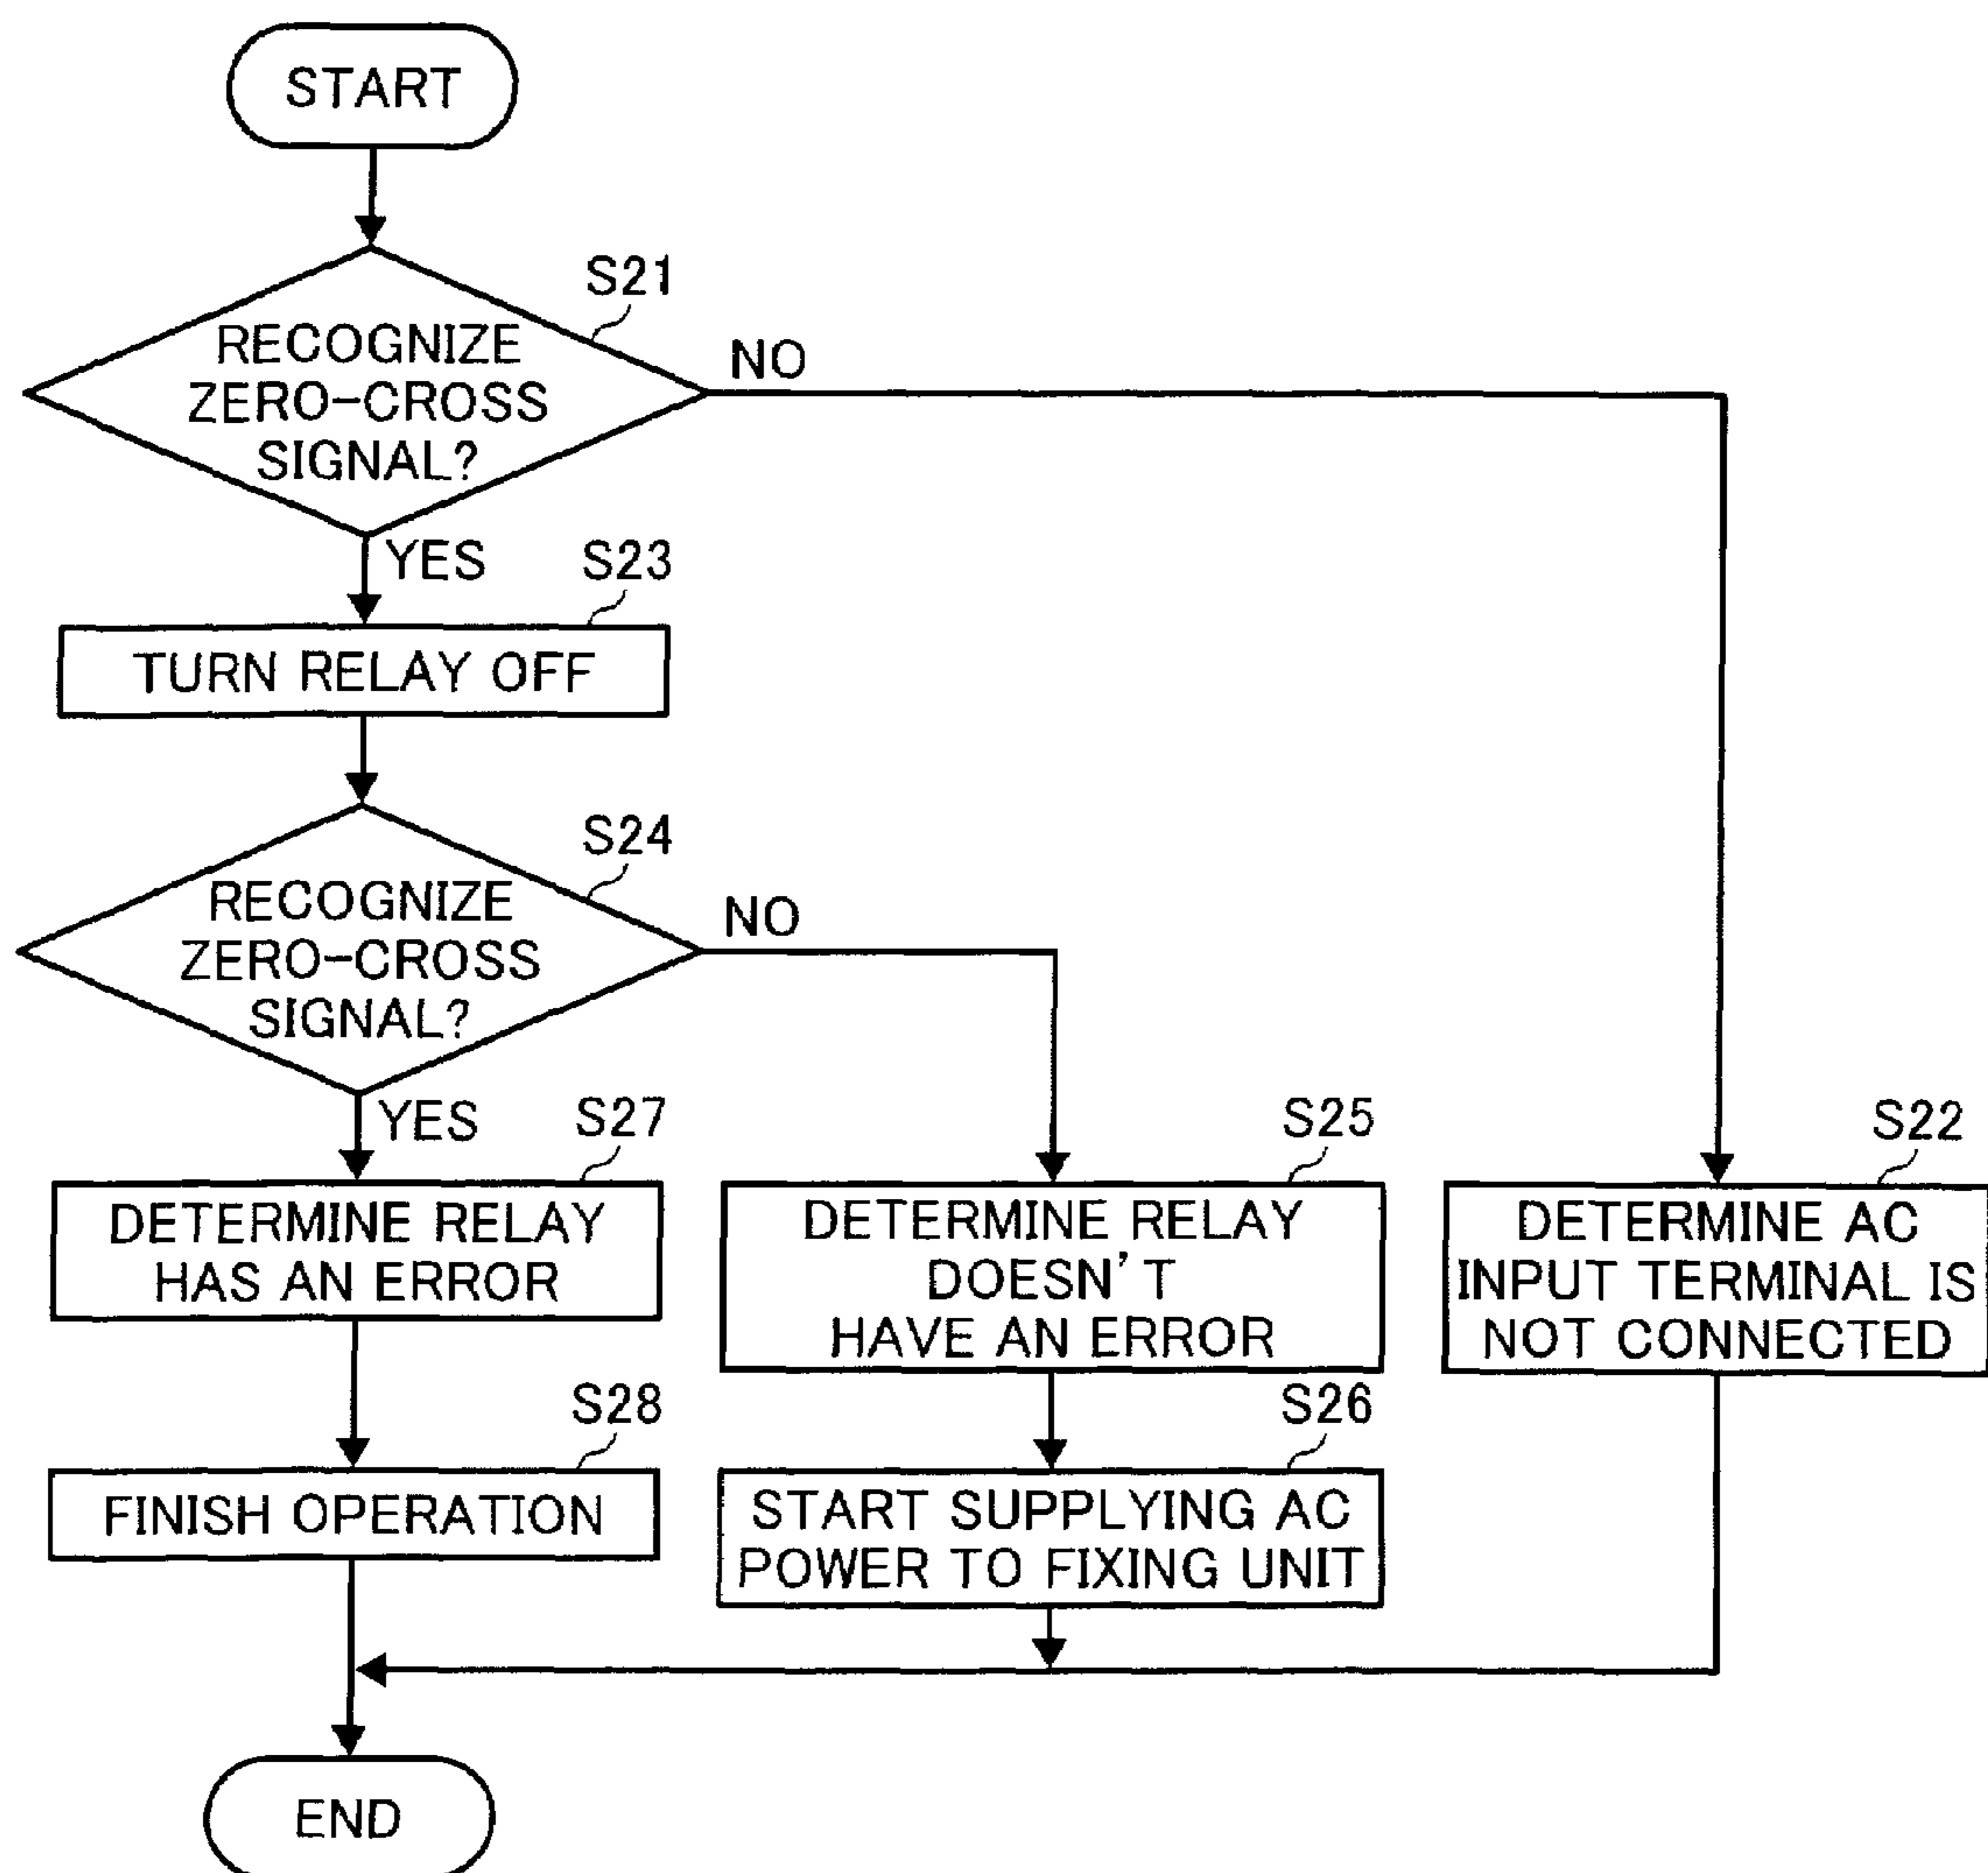 START
S21
RECOGNIZE
ZERO-CROSS
SIGNAL?
NO
YES
S23
TURN RELAY OFF
S24
RECOGNIZE
ZERO-CROSS
SIGNAL?
NO
YES
S27
DETERMINE RELAY
HAS AN ERROR
S25
DETERMINE RELAY
DOESN'T
HAVE AN ERROR
S22
DETERMINE AC
INPUT TERMINAL IS
NOT CONNECTED
S28
FINISH OPERATION
S26
START SUPPLYING AC
POWER TO FIXING UNIT
END